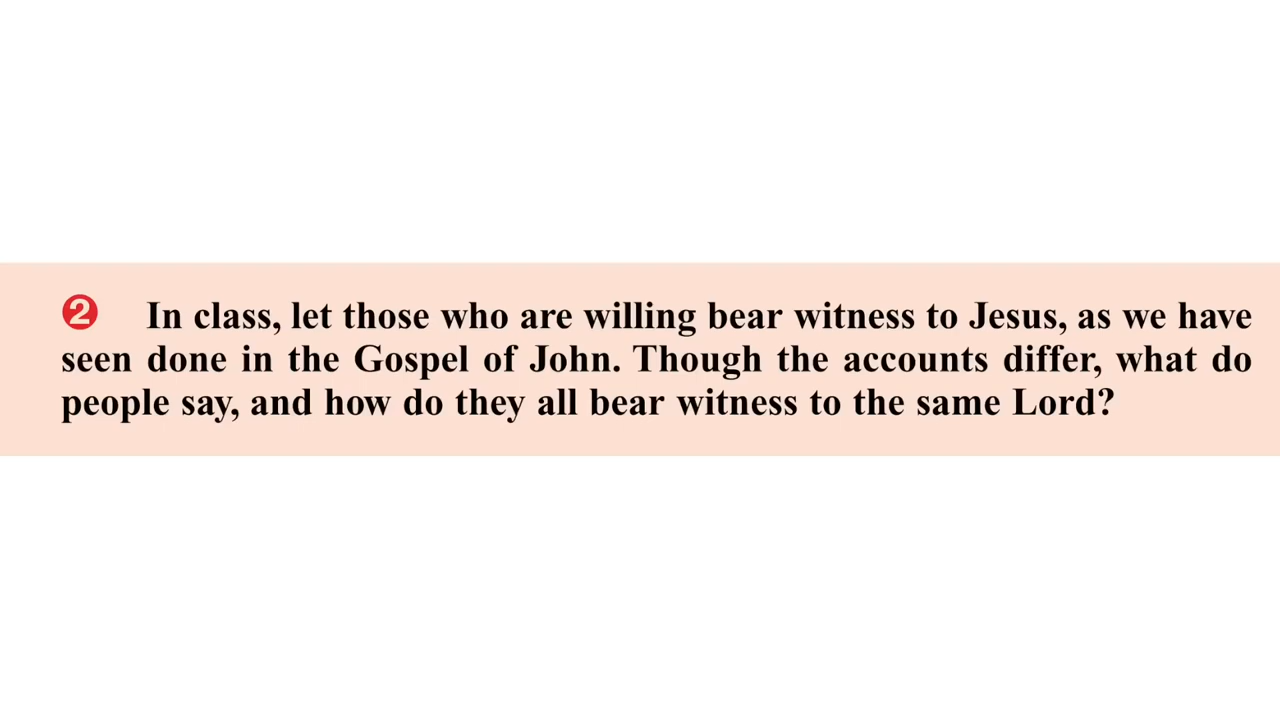 ❷ In class, let those who are willing bear witness to Jesus, as we have
seen done in the Gospel of John. Though the accounts differ, what do
people say, and how do they all bear witness to the same Lord?